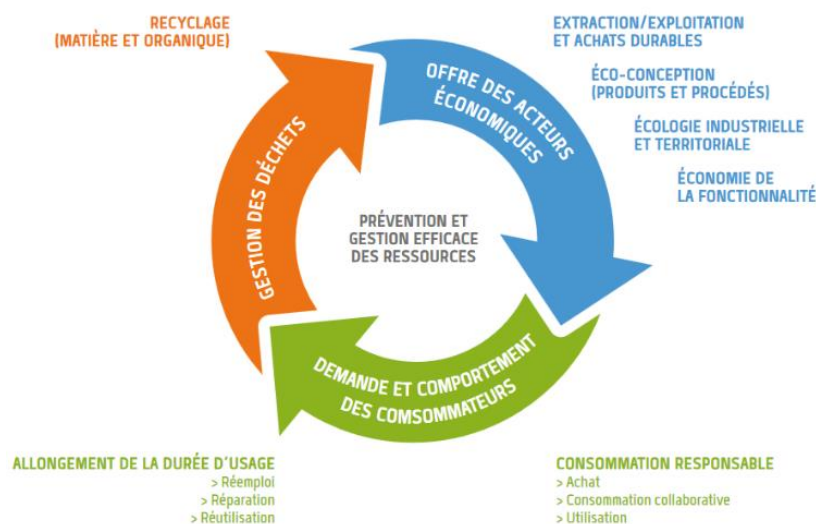 RECYCLAGE
(MATIÈRE ET ORGANIQUE)
EXTRACTION/EXPLOITATION
ET ACHATS DURABLES
ÉCO-CONCEPTION
(PRODUITS ET PROCÉDÉS)
ÉCOLOGIE INDUSTRIELLE
ET TERRITORIALE
ÉCONOMIE DE
LA FONCTIONNALITÉ
OFFRE DES ACTEURS
ÉCONOMIQUES
GESTION DES DÉCHETS
PRÉVENTION ET
GESTION EFFICACE
DES RESSOURCES
DEMANDE ET COMPORTEMENT
DES COMSOMMATEURS
ALLONGEMENT DE LA DURÉE D'USAGE
> Réemploi
> Réparation
> Réutilisation
CONSOMMATION RESPONSABLE
> Achat
> Consommation collaborative
> Utilisation